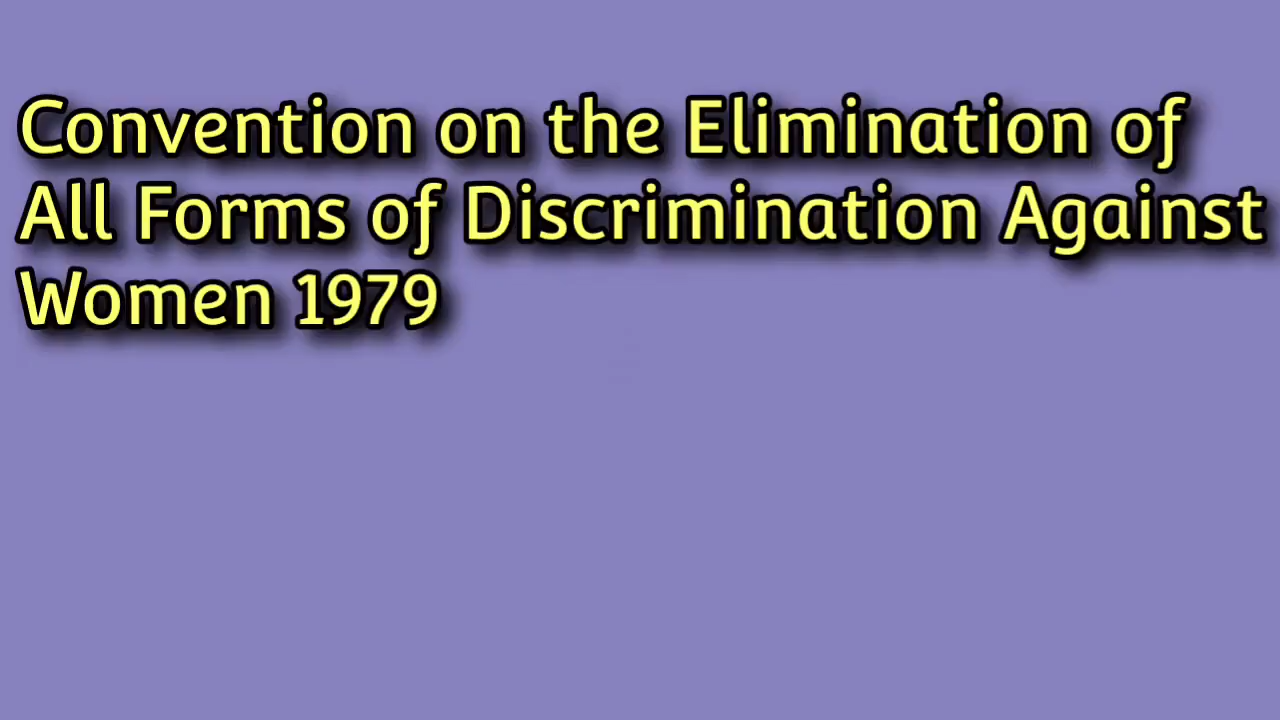 Convention on the Elimination of
All Forms of Discrimination Against
Women 1979